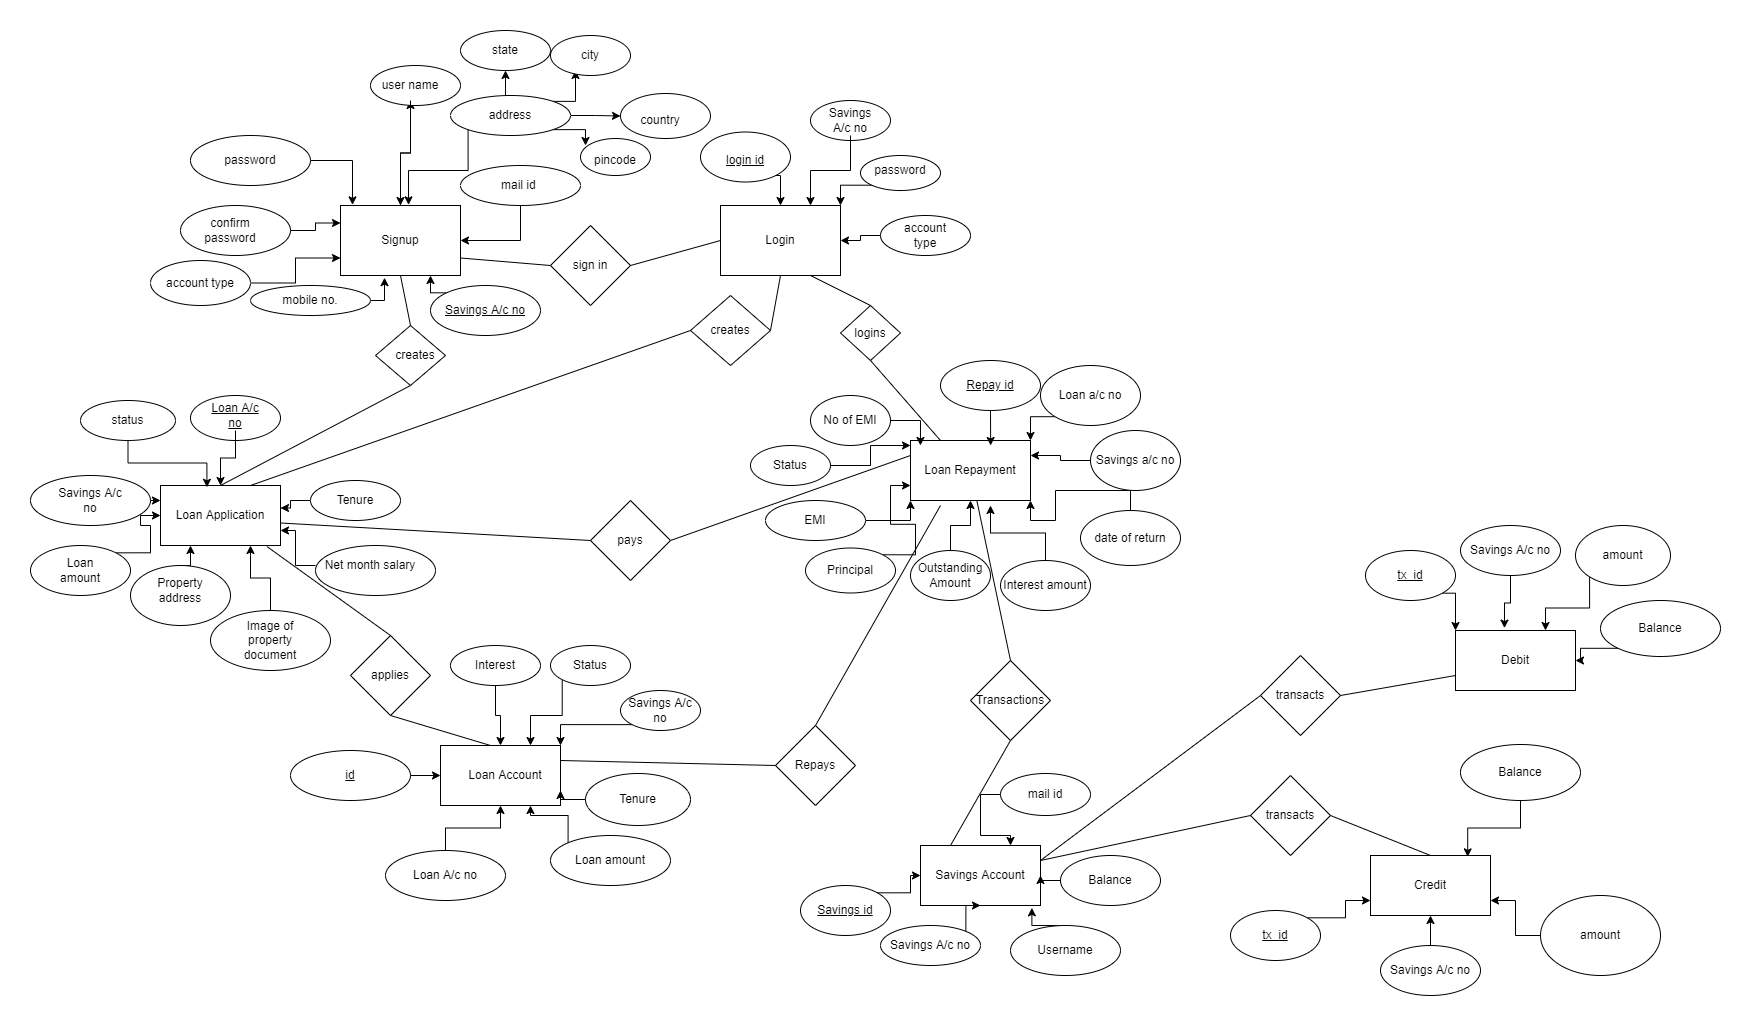 state
city
user name
address
country
Savings
A/c no
password
login id
pincode
password
mail id
confirm
password
Signup
sign in
Login
account
type
account type
mobile no.
Savings A/c no
creates
creates
logins
Repay id
Loan a/c no
status
Loan A/c
no
No of EMI
Status
Loan Repayment
Savings a/c no
Savings A/c
no
Loan Application
Tenure
EMI
date of return
pays
Loan
amount
Property
address
Net month salary
Principal
Outstanding
Amount
Interest amount
Image of
property
document
tx_id
Savings A/c no
amount
Balance
Debit
applies
Interest
Status
Savings A/c
no
Transactions
transacts
id
Loan Account
Repays
Tenure
mail id
transacts
Balance
Loan A/c no
Loan amount
Savings Account
Balance
Credit
Savings id
Savings A/c no
Username
tx_id
Savings A/c no
amount